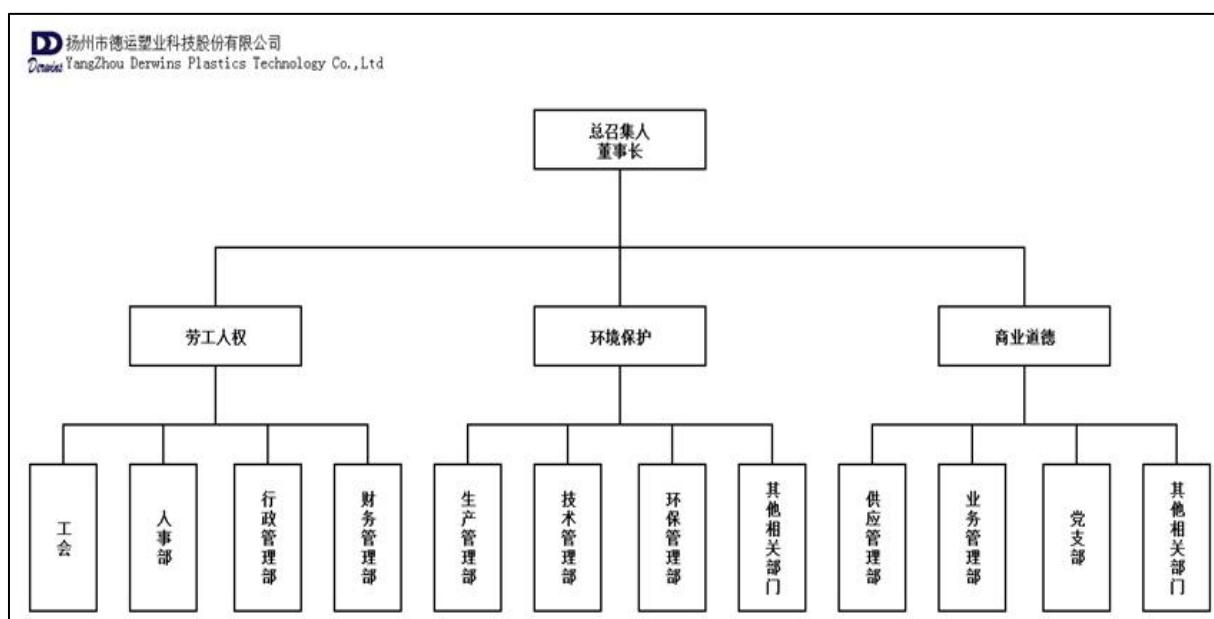 扬州市德运塑业科技股份有限公司
Derwins YangZhou Derwins Plastics Technology Co.,Ltd
总召集人
董事长
劳工人权
环境保护
商业道德
工会
人事部
行政管理部
财务管理部
生产管理部
技术管理部
环保管理部
其他相关部门
供应管理部
业务管理部
党支部
其他相关部门